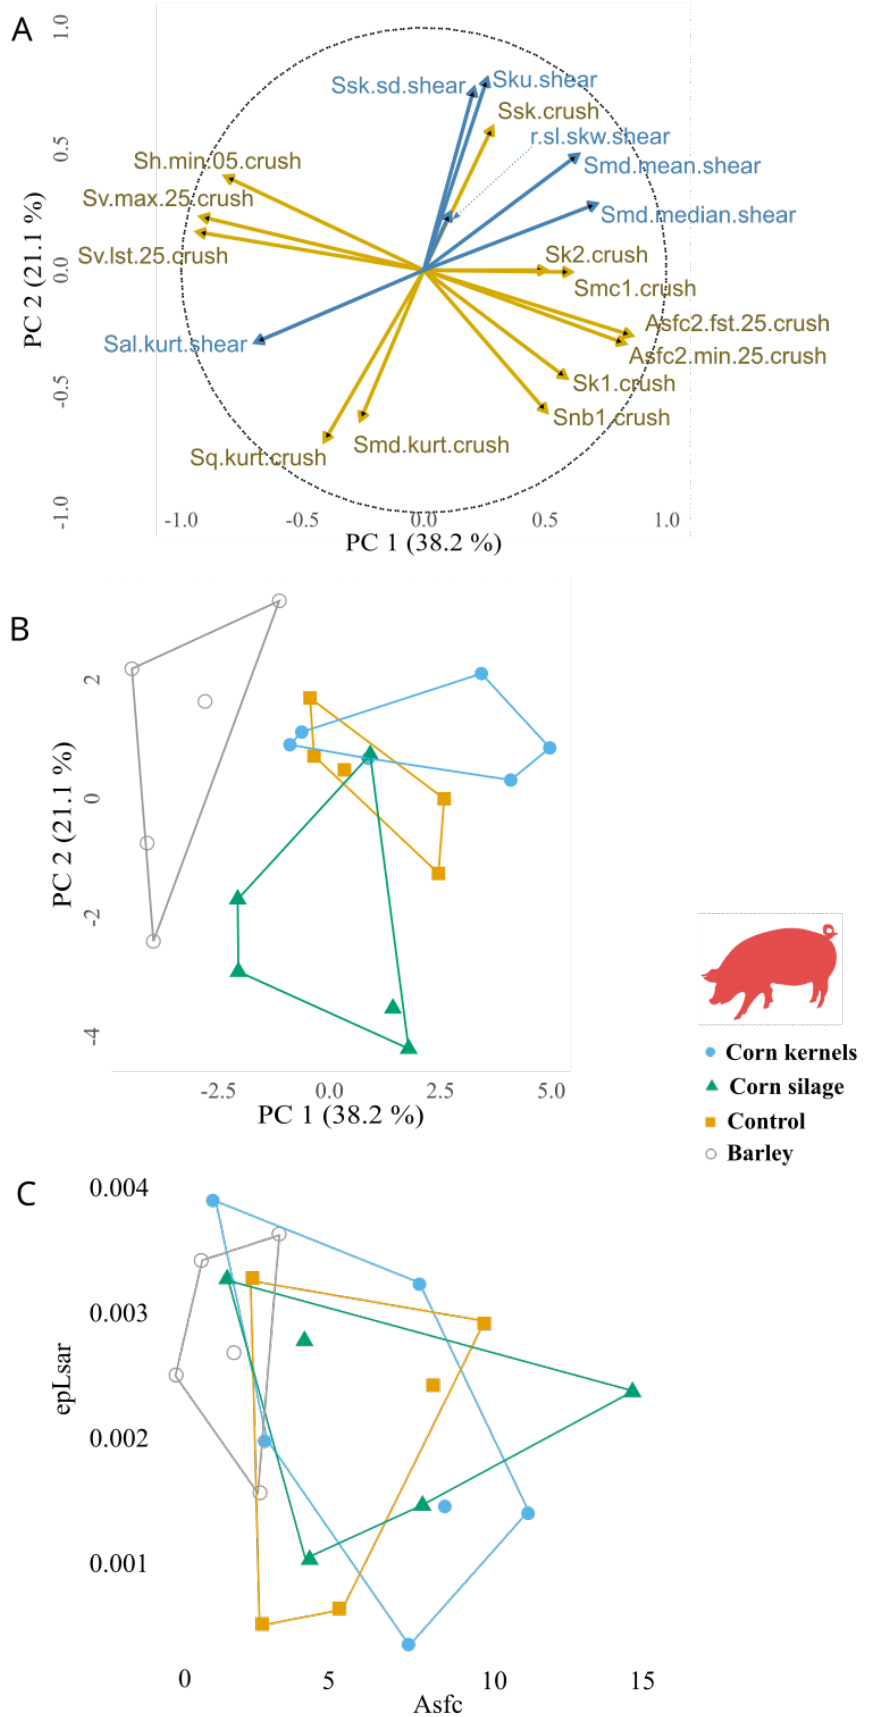 A
1.0
0.5
0.0
-0.5
-1.0
PC 2 (21.1 %)
Ssk.sd.shear
Sku.shear
Ssk.crush
r.sl.skw.shear
Sh.min.05.crush
Smd.mean.shear
Sv.max.25.crush
Smd.median.shear
Sv.lst.25.crush
Sk2.crush
Smc1.crush
Asfc2.fst.25.crush
Sal.kurt.shear
Asfc2.min.25.crush
Sk1.crush
Snb1.crush
Smd.kurt.crush
Sq.kurt.crush
-1.0 -0.5 0.0 0.5 1.0
PC 1 (38.2 %)
B
2
0
-2
-4
PC 2 (21.1 %)
-2.5 0.0 2.5 5.0
PC 1 (38.2 %)
Corn kernels
Corn silage
Control
Barley
C
0.004
0.003
0.002
0.001
epLsar
0 5 10 15
Asfc